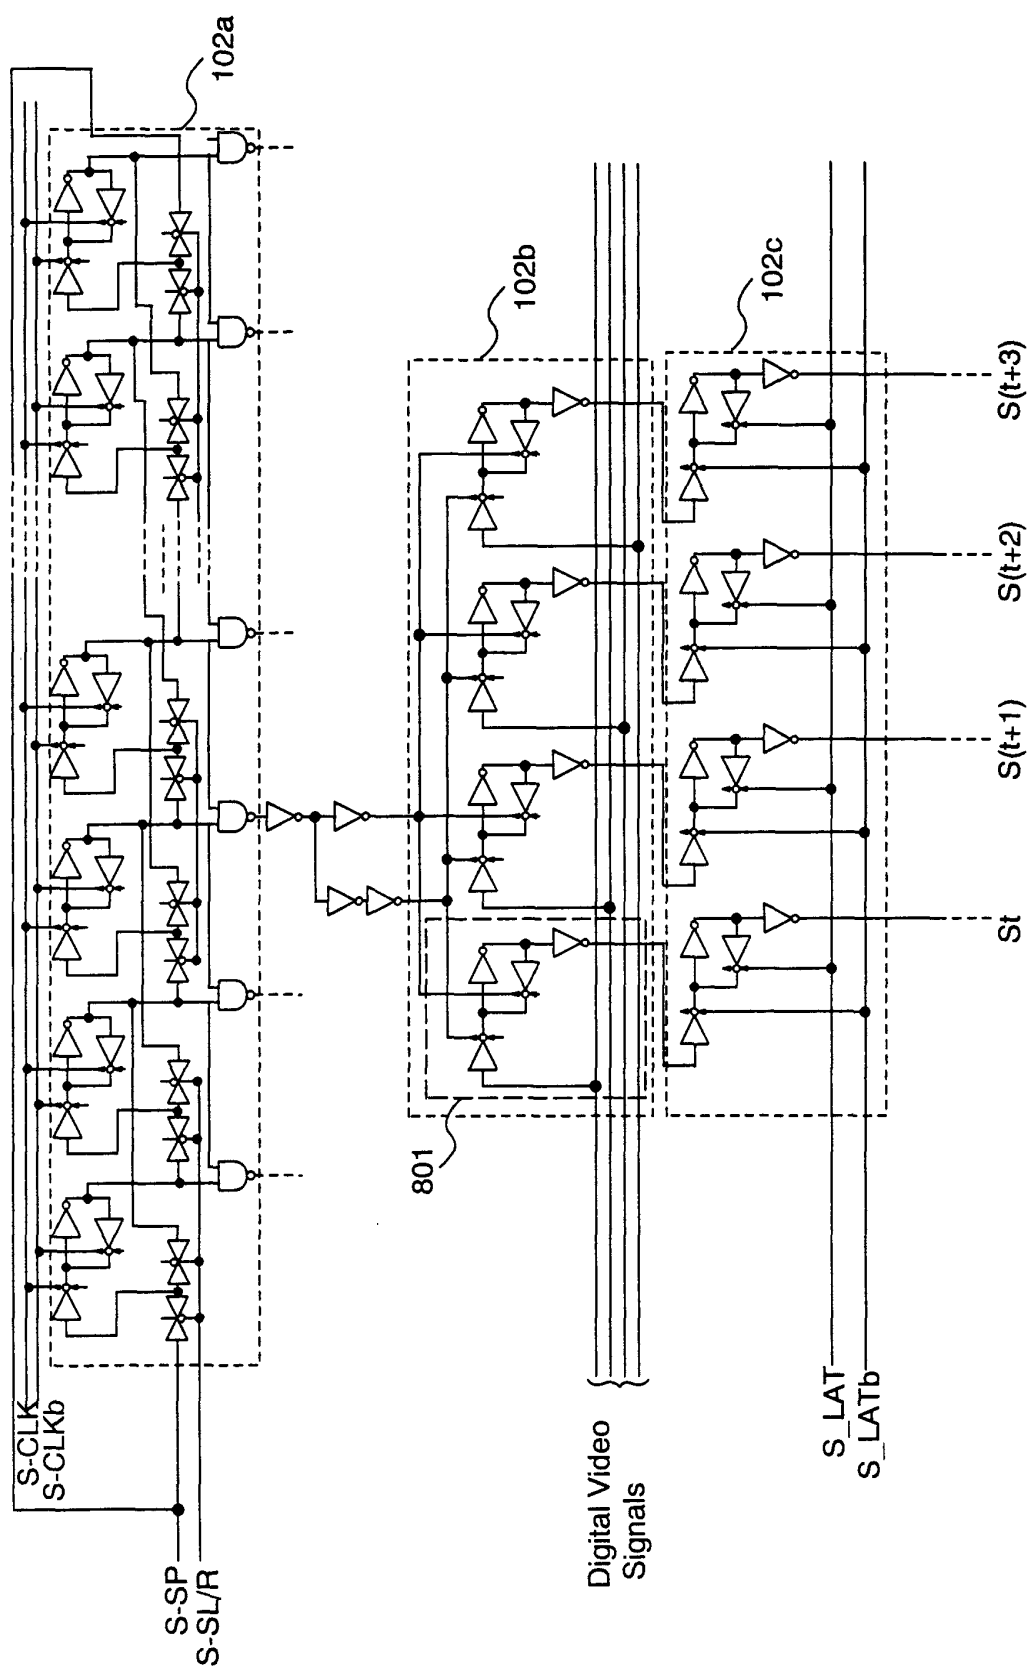 S-CLK
S-CLKb
S-SP
S-SL/R
102a
102b
801
Digital Video
Signals
102c
S_LAT
S_LATb
St
S(t+1)
S(t+2)
S(t+3)